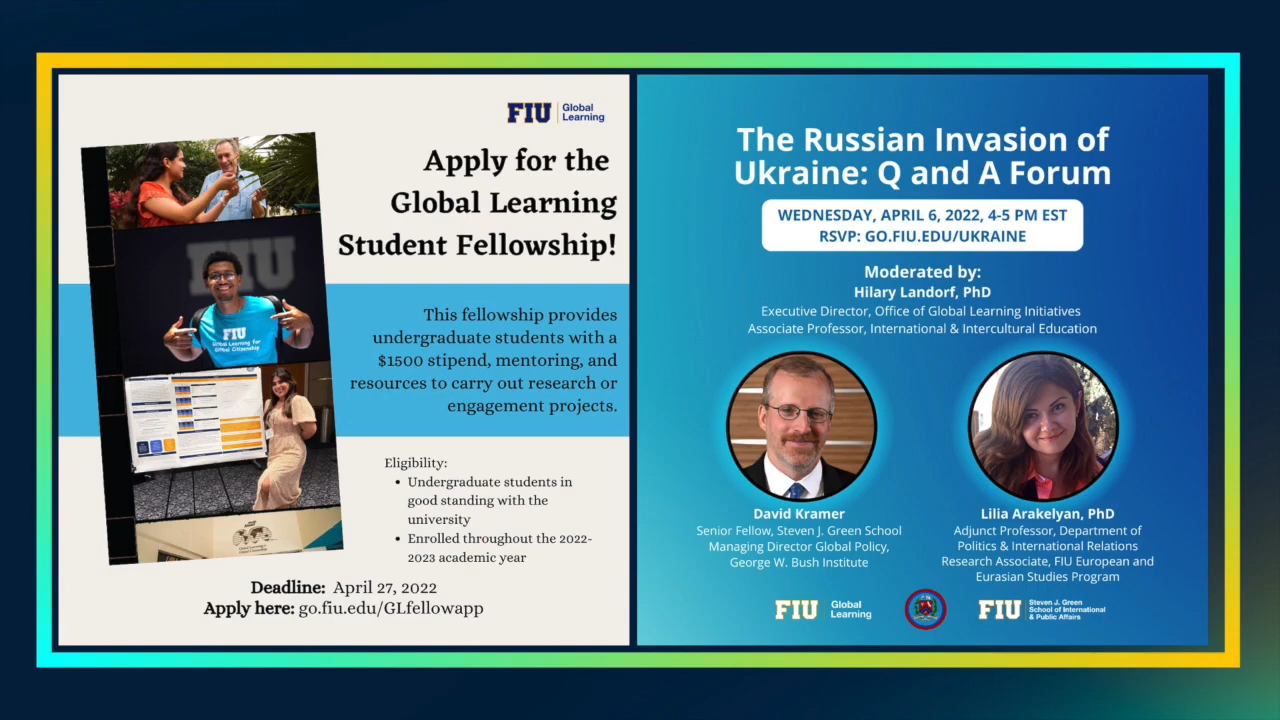 FIU
Global
Learning
Apply for the
Global Learning
Student Fellowship!
FIU
FIU
Global Learning for
Global Citizenship
This fellowship provides
undergraduate students with a
$1500 stipend, mentoring, and
resources to carry out research or
engagement projects.
Eligibility:
• Undergraduate students in
good standing with the
university
• Enrolled throughout the 2022-
2023 academic year
Deadline: April 27, 2022
Apply here: go.fiu.edu/GLfellowapp
The Russian Invasion of
Ukraine: Q and A Forum
WEDNESDAY, APRIL 6, 2022, 4-5 PM EST
RSVP: GO.FIU.EDU/UKRAINE
Moderated by:
Hilary Landorf, PhD
Executive Director, Office of Global Learning Initiatives
Associate Professor, International & Intercultural Education
David Kramer
Senior Fellow, Steven J. Green School
Managing Director Global Policy,
George W. Bush Institute
Lilia Arakelyan, PhD
Adjunct Professor, Department of
Politics & International Relations
Research Associate, FIU European and
Eurasian Studies Program
FIU
Global
Learning
FIU
Steven J. Green
School of International
& Public Affairs